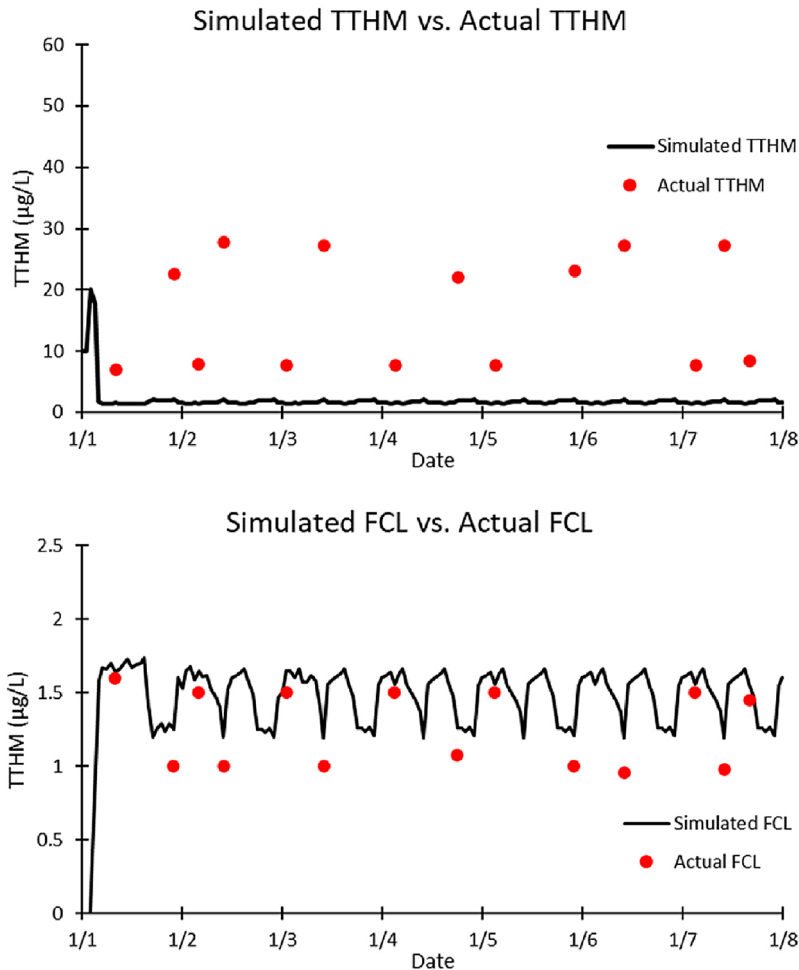 Simulated TTHM vs. Actual TTHM
60
50
40
30
20
10
0
TTHM (µg/L)
Simulated TTHM
Actual TTHM
1/1 1/2 1/3 1/4 1/5 1/6 1/7 1/8
Date
Simulated FCL vs. Actual FCL
2.5
2
1.5
1
0.5
0
TTHM (µg/L)
Simulated FCL
Actual FCL
1/1 1/2 1/3 1/4 1/5 1/6 1/7 1/8
Date